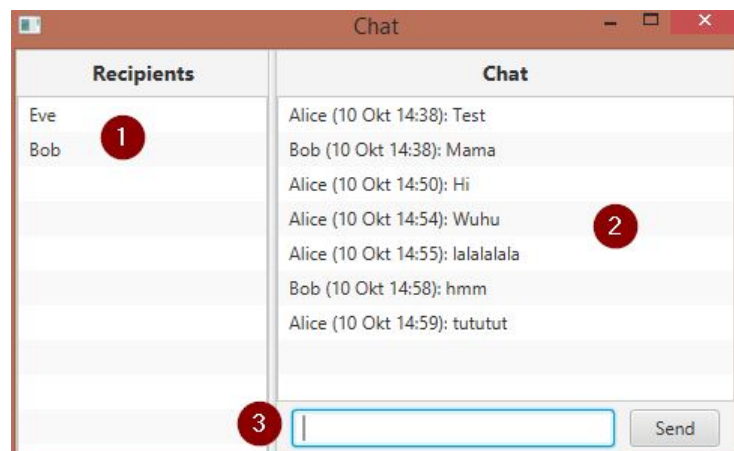 Chat
Recipients
Eve
Bob
1
Chat
Alice (10 Okt 14:38): Test
Bob (10 Okt 14:38): Mama
Alice (10 Okt 14:50): Hi
Alice (10 Okt 14:54): Wuhu
Alice (10 Okt 14:55): lalalalala
Bob (10 Okt 14:58): hmm
Alice (10 Okt 14:59): tututut
2
3
Send